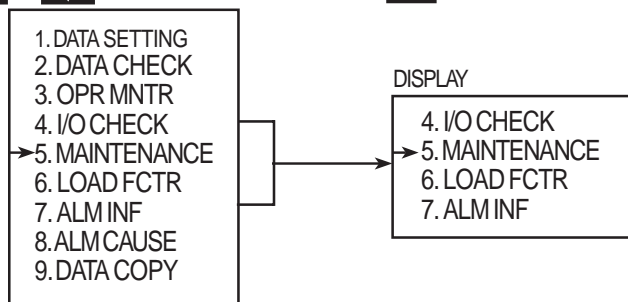 1. DATA SETTING
2. DATA CHECK
3. OPR MNTR
4. I/O CHECK
5. MAINTENANCE
6. LOAD FCTR
7. ALM INF
8. ALM CAUSE
9. DATA COPY
DISPLAY
4. I/O CHECK
5. MAINTENANCE
6. LOAD FCTR
7. ALM INF